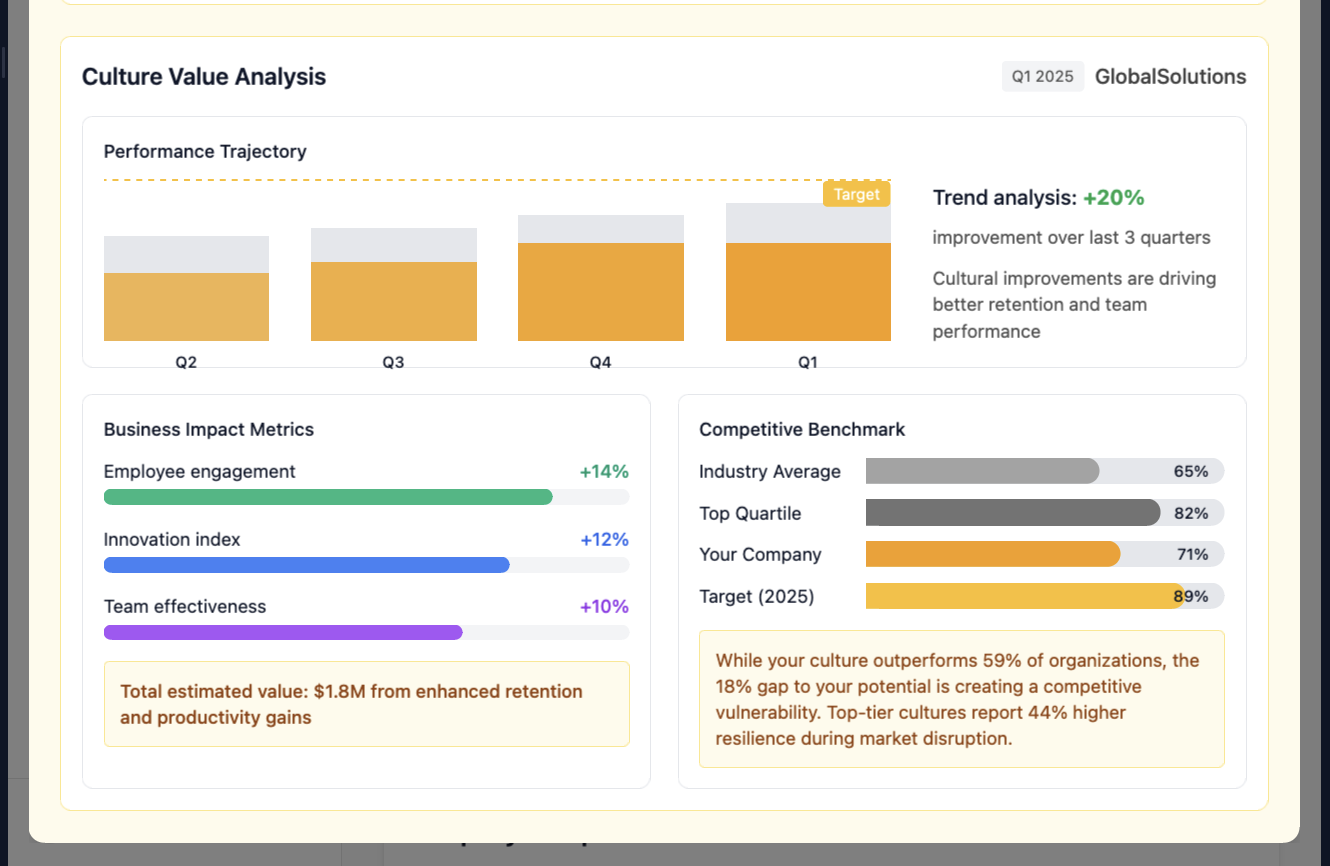 Culture Value Analysis
Q1 2025
GlobalSolutions
Performance Trajectory
Target
Q2
Q3
Q4
Q1
Trend analysis: +20%
improvement over last 3 quarters
Cultural improvements are driving
better retention and team
performance
Business Impact Metrics
Employee engagement
+14%
Innovation index
+12%
Team effectiveness
+10%
Total estimated value: $1.8M from enhanced retention
and productivity gains
Competitive Benchmark
Industry Average
65%
Top Quartile
82%
Your Company
71%
Target (2025)
89%
While your culture outperforms 59% of organizations, the
18% gap to your potential is creating a competitive
vulnerability. Top-tier cultures report 44% higher
resilience during market disruption.